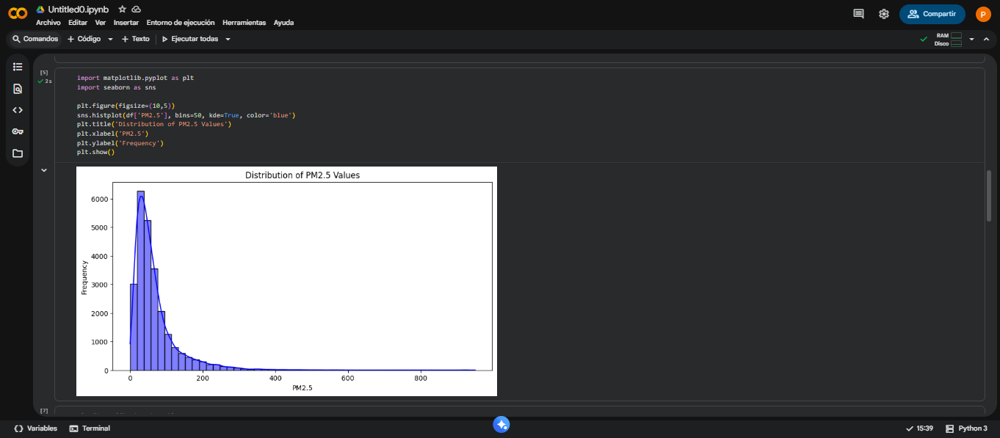 Untitled0.ipynb
Archivo Editar Ver Insertar Entorno de ejecución Herramientas Ayuda
Compartir
P
Comandos + Código + Texto Ejecutar todas
RAM
Disco
[5]
2s
import matplotlib.pyplot as plt
import seaborn as sns
plt.figure(figsize=(10,5))
sns.histplot(df['PM2.5'], bins=50, kde=True, color='blue')
plt.title('Distribution of PM2.5 Values')
plt.xlabel('PM2.5')
plt.ylabel('Frequency')
plt.show()
Distribution of PM2.5 Values
6000
5000
4000
3000
2000
1000
0
Frequency
0 200 400 600 800
PM2.5
[7]
Variables Terminal
15:39 Python 3